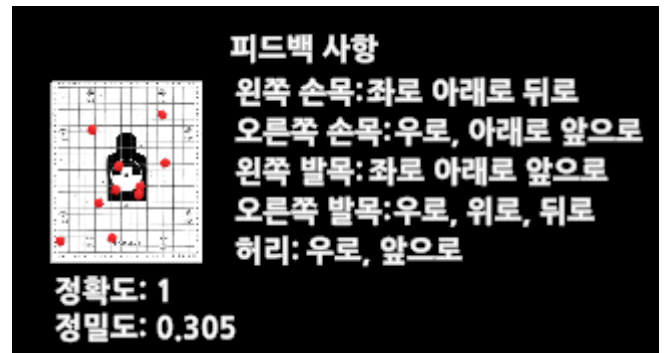 피드백 사항
왼쪽 손목:좌로 아래로 뒤로
오른쪽 손목:우로, 아래로 앞으로
왼쪽 발목: 좌로 아래로 앞으로
오른쪽 발목:우로, 위로, 뒤로
허리: 우로, 앞으로
정확도: 1
정밀도: 0.305